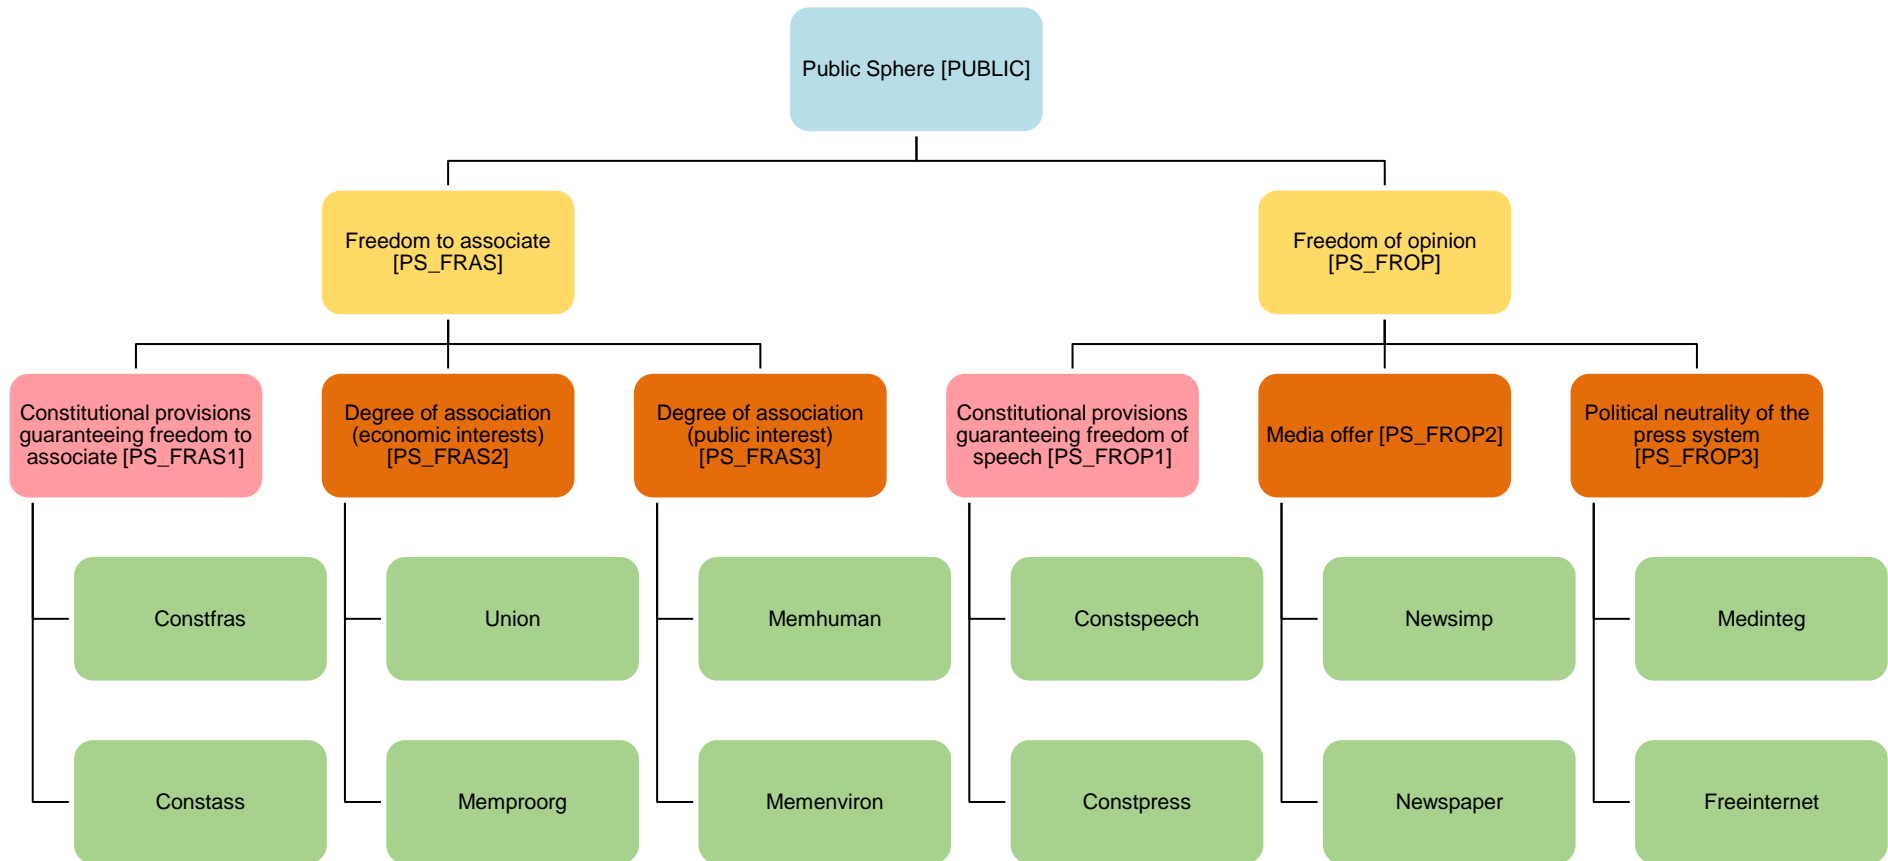 Public Sphere [PUBLIC]
Freedom to associate
[PS_FRAS]
Freedom of opinion
[PS_FROP]
Constitutional provisions
guaranteeing freedom to
associate [PS_FRAS1]
Degree of association
(economic interests)
[PS_FRAS2]
Degree of association
(public interest)
[PS_FRAS3]
Constitutional provisions
guaranteeing freedom of
speech [PS_FROP1]
Media offer [PS_FROP2]
Political neutrality of the
press system
[PS_FROP3]
Constfras
Union
Memhuman
Constspeech
Newsimp
Medinteg
Constass
Memproorg
Memenviron
Constpress
Newspaper
Freeinternet